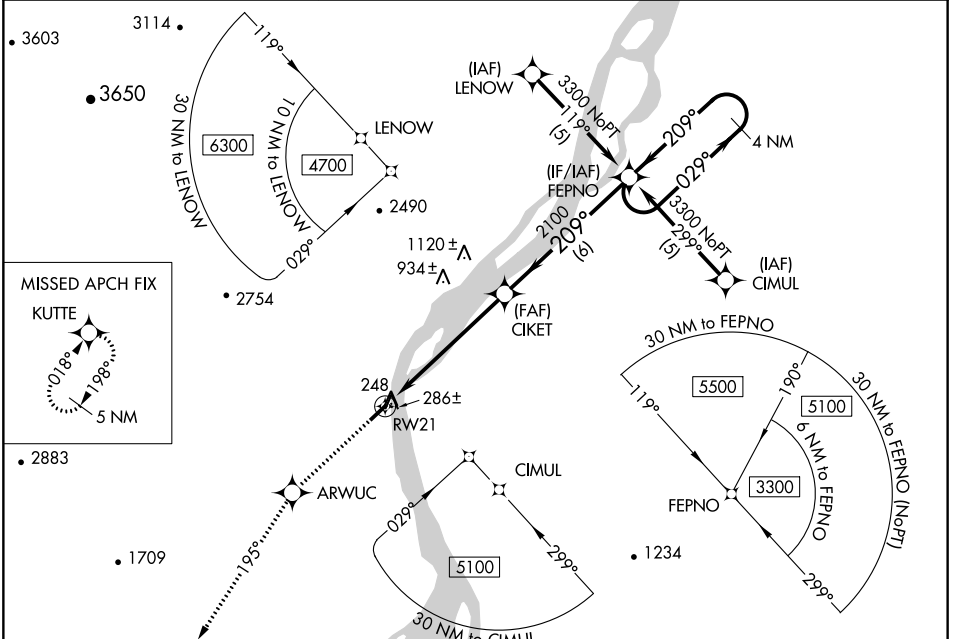 3603
3114
3650
119°
30 NM to LENOW
6300
10 NM to LENOW
4700
LENOW
029°
2490
2754
(IAF)
LENOW
3300 NoPT
119°
(5)
209°
029°
4 NM
(IF/IAF)
FEPNO
2100
209°
(6)
3300 NoPT
299°
(5)
(IAF)
CIMUL
1120 ±
934 ±
(FAF)
CIKET
MISSED APCH FIX
KUTTE
018°
198°
5 NM
248
286±
RW21
2883
ARWUC
195°
1709
CIMUL
029°
5100
299°
30 NM to CIMUL
1234
30 NM to FEPNO
5500
119°
190°
5100
30 NM to FEPNO (NoPT)
6 NM to FEPNO
3300
FEPNO
299°